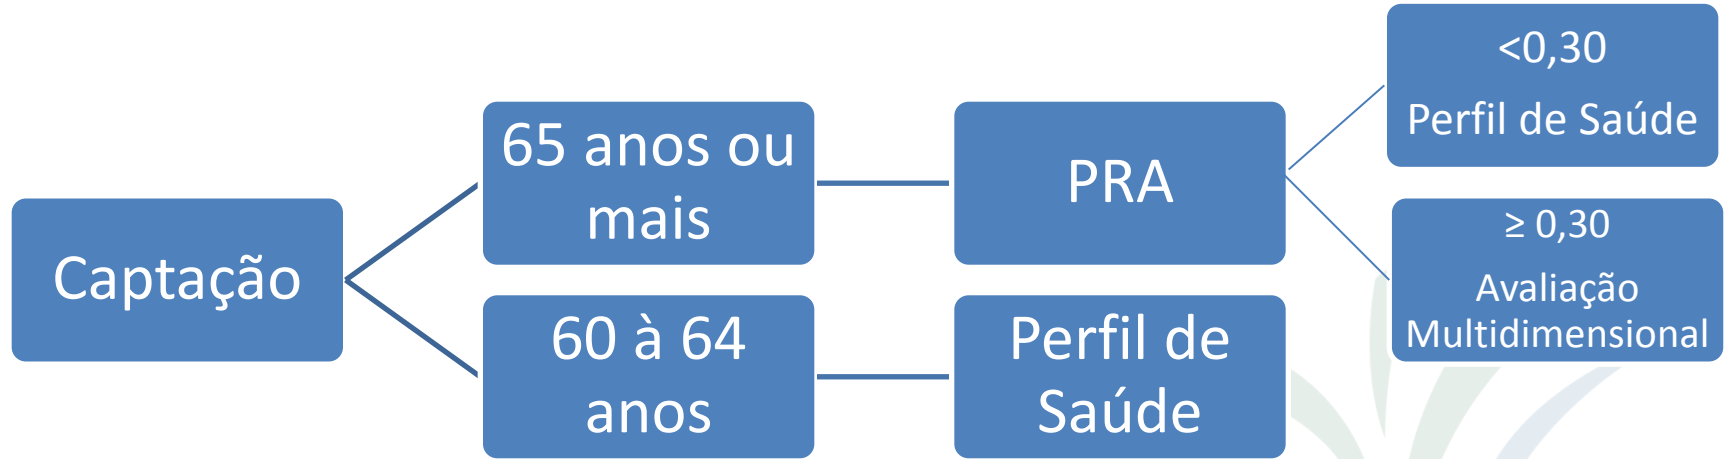 Captação
65 anos ou
mais
PRA
<0,30
Perfil de Saúde
≥ 0,30
Avaliação
Multidimensional
60 à 64
anos
Perfil de
Saúde